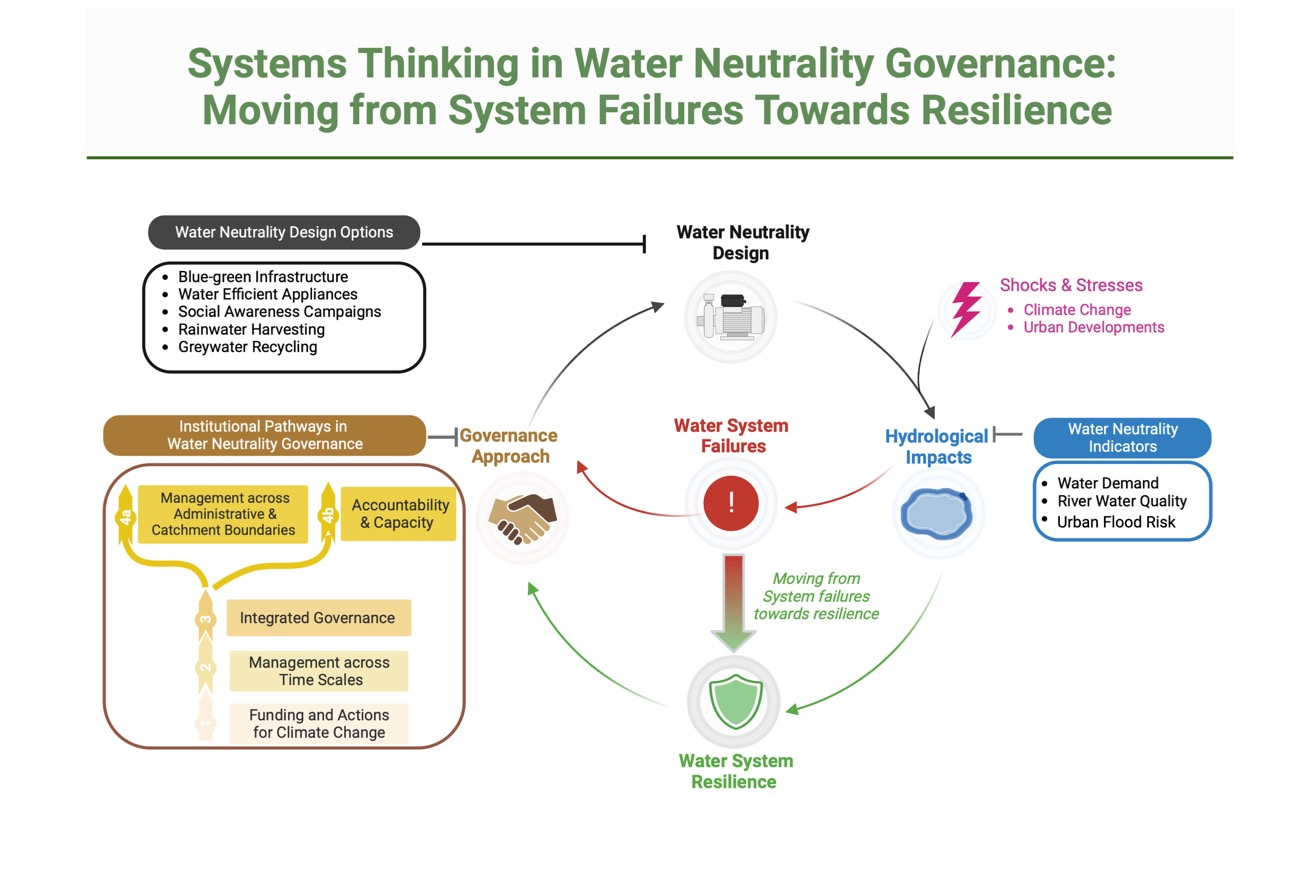 Systems Thinking in Water Neutrality Governance:
Moving from System Failures Towards Resilience
Water Neutrality Design Options
• Blue-green Infrastructure
• Water Efficient Appliances
• Social Awareness Campaigns
• Rainwater Harvesting
• Greywater Recycling
Water Neutrality
Design
Shocks & Stresses
• Climate Change
• Urban Developments
Institutional Pathways in
Water Neutrality Governance
Governance
Approach
Water System
Failures
!
Hydrological
Impacts
Water Neutrality
Indicators
• Water Demand
• River Water Quality
• Urban Flood Risk
4a
Management across
Administrative &
Catchment Boundaries
4b
Accountability
& Capacity
3
Integrated Governance
2
Management across
Time Scales
1
Funding and Actions
for Climate Change
Moving from
System failures
towards resilience
Water System
Resilience